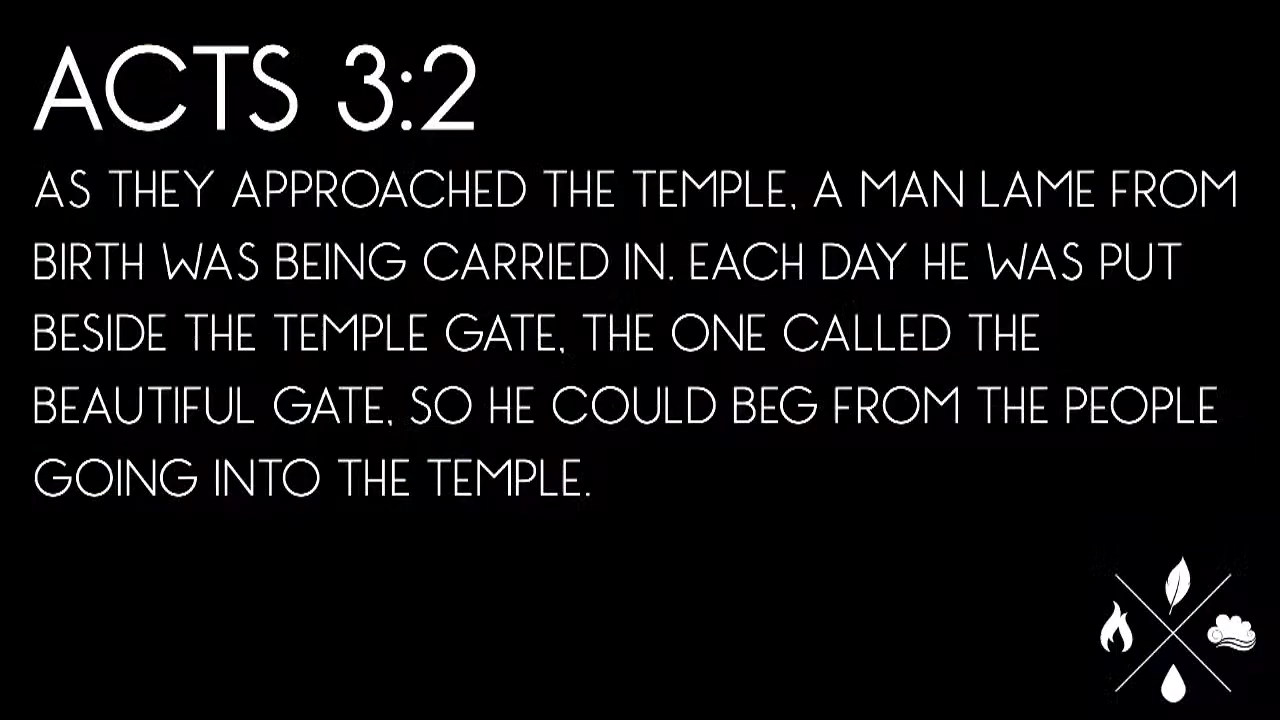 ACTS 3:2
AS THEY APPROACHED THE TEMPLE, A MAN LAME FROM
BIRTH WAS BEING CARRIED IN. EACH DAY HE WAS PUT
BESIDE THE TEMPLE GATE, THE ONE CALLED THE
BEAUTIFUL GATE, SO HE COULD BEG FROM THE PEOPLE
GOING INTO THE TEMPLE.